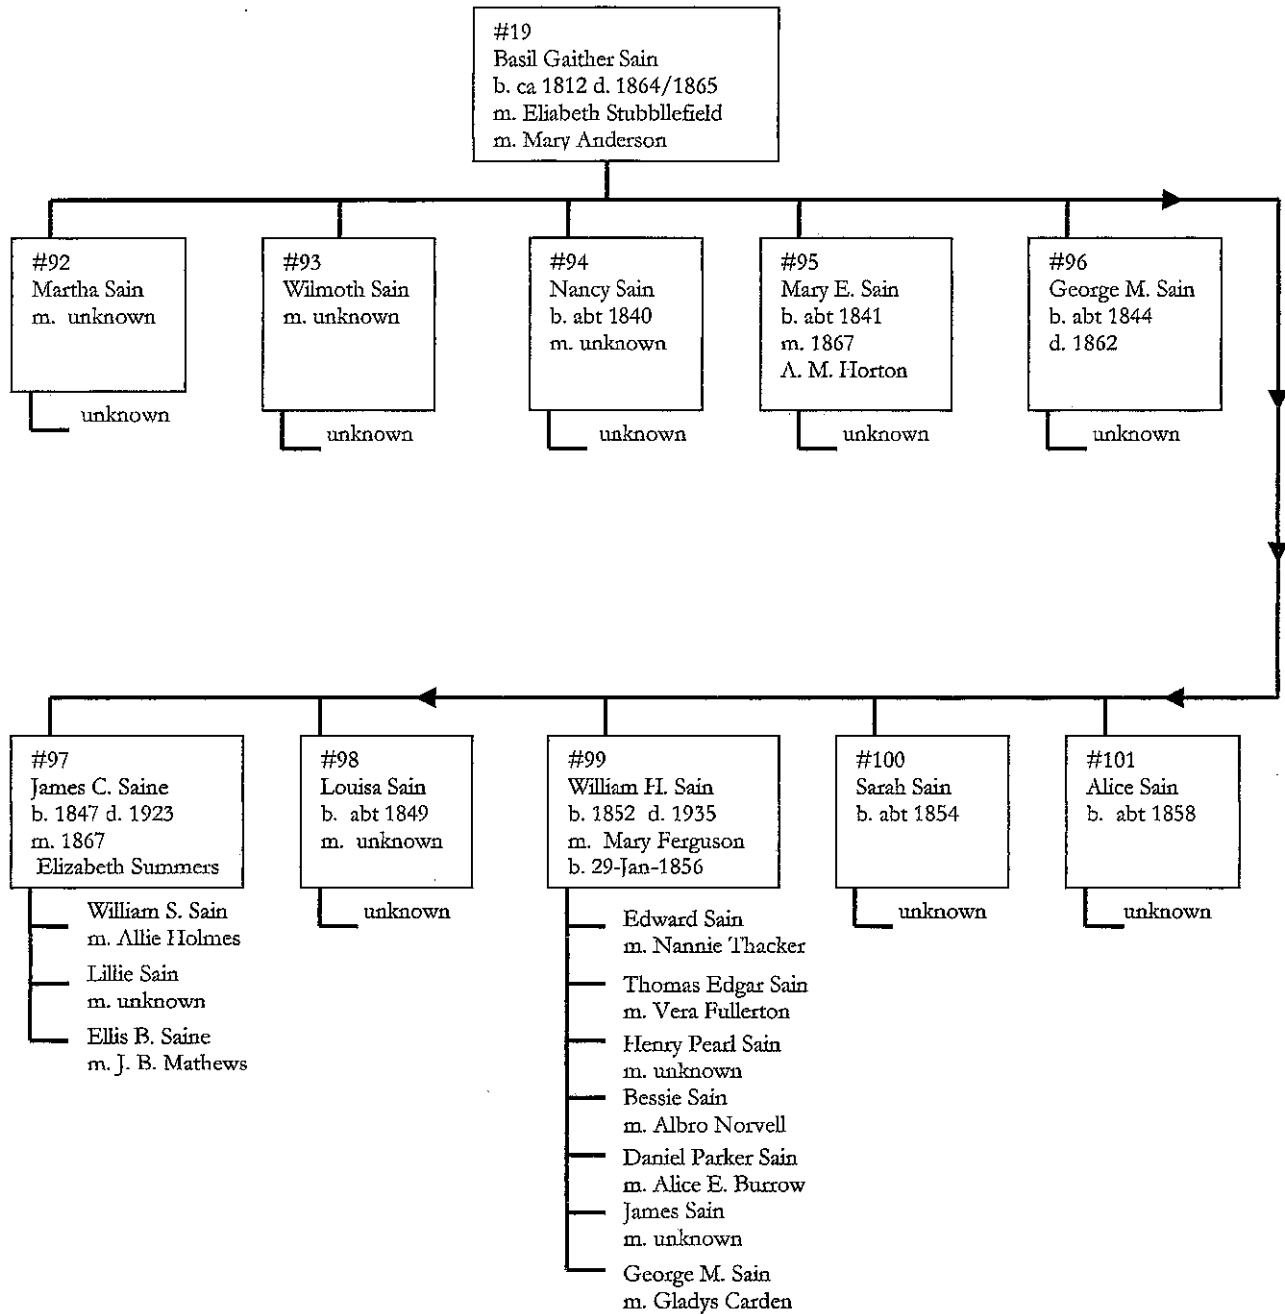 #19
Basil Gaither Sain
b. ca 1812 d. 1864/1865
m. Eliabeth Stubbllefield
m. Mary Anderson
#92
Martha Sain
m. unknown
unknown
#93
Wilmoth Sain
m. unknown
unknown
#94
Nancy Sain
b. abt 1840
m. unknown
unknown
#95
Mary E. Sain
b. abt 1841
m. 1867
A. M. Horton
unknown
#96
George M. Sain
b. abt 1844
d. 1862
unknown
#97
James C. Saine
b. 1847 d. 1923
m. 1867
Elizabeth Summers
William S. Sain
m. Allie Holmes
Lillie Sain
m. unknown
Ellis B. Saine
m. J. B. Mathews
#98
Louisa Sain
b. abt 1849
m. unknown
unknown
#99
William H. Sain
b. 1852 d. 1935
m. Mary Ferguson
b. 29-Jan-1856
Edward Sain
m. Nannie Thacker
Thomas Edgar Sain
m. Vera Fullerton
Henry Pearl Sain
m. unknown
Bessie Sain
m. Albro Norvell
Daniel Parker Sain
m. Alice E. Burrow
James Sain
m. unknown
George M. Sain
m. Gladys Carden
#100
Sarah Sain
b. abt 1854
unknown
#101
Alice Sain
b. abt 1858
unknown